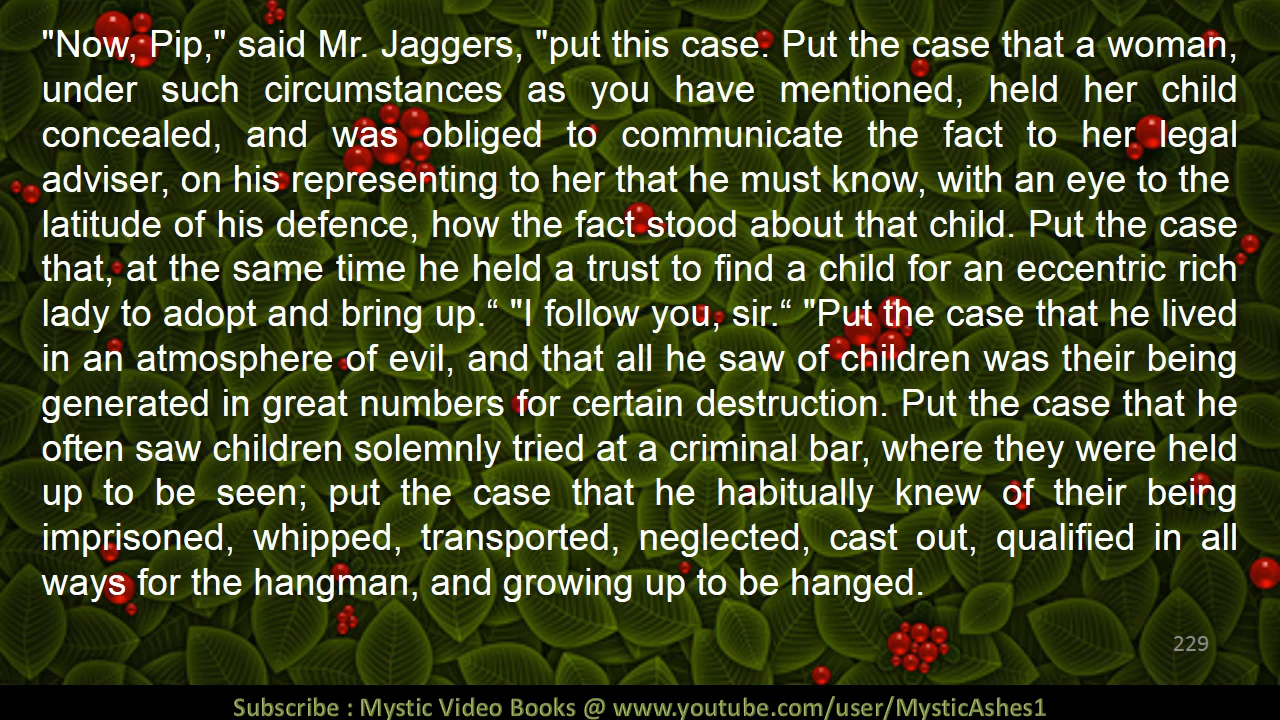 "Now, Pip," said Mr. Jaggers, "put this case. Put the case that a woman,
under such circumstances as you have mentioned, held her child
concealed, and was obliged to communicate the fact to her legal
adviser, on his representing to her that he must know, with an eye to the
latitude of his defence, how the fact stood about that child. Put the case
that, at the same time he held a trust to find a child for an eccentric rich
lady to adopt and bring up.“ "I follow you, sir.“ "Put the case that he lived
in an atmosphere of evil, and that all he saw of children was their being
generated in great numbers for certain destruction. Put the case that he
often saw children solemnly tried at a criminal bar, where they were held
up to be seen; put the case that he habitually knew of their being
imprisoned, whipped, transported, neglected, cast out, qualified in all
ways for the hangman, and growing up to be hanged.
229
Subscribe : Mystic Video Books @ www.youtube.com/user/MysticAshes1